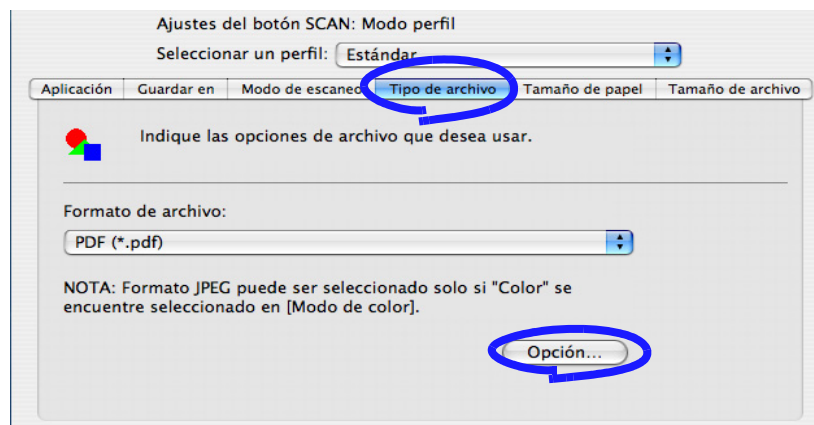 Ajustes del botón SCAN: Modo perfil
Seleccionar un perfil: Estándar
Aplicación Guardar en Modo de escaneo Tipo de archivo Tamaño de papel Tamaño de archivo
Indique las opciones de archivo que desea usar.
Formato de archivo:
PDF (*.pdf)
NOTA: Formato JPEG puede ser seleccionado solo si "Color" se
encuentre seleccionado en [Modo de color].
Opción...